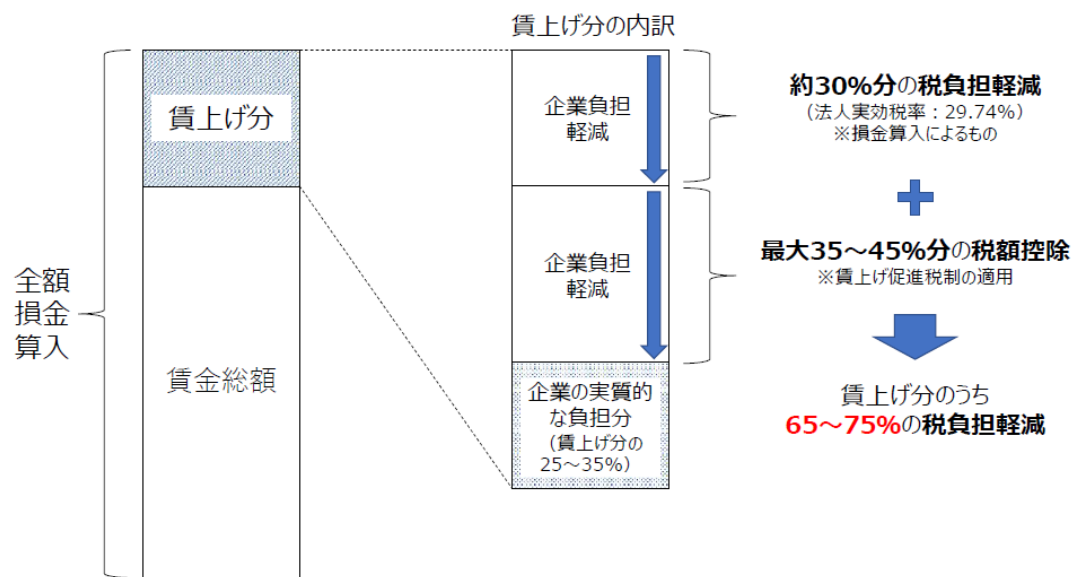 賃上げ分の内訳
賃上げ分
全額
損金
算入
賃金総額
企業負担
軽減
企業負担
軽減
企業の実質的
な負担分
（賃上げ分の
25～35%）
約30%分の税負担軽減
（法人実効税率：29.74%）
※損金算入によるもの
最大35～45%分の税額控除
※賃上げ促進税制の適用
賃上げ分のうち
65～75%の税負担軽減